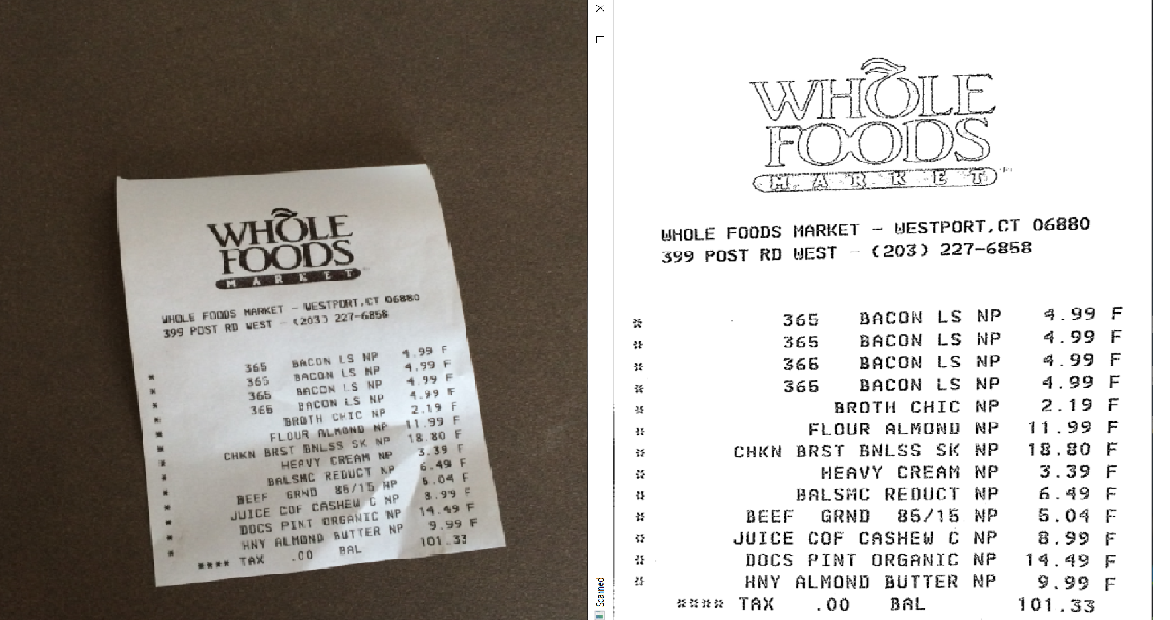 WHOLE
FOODS
MARKET
WHOLE FOODS MARKET - WESTPORT,CT 06880
399 POST RD WEST - (203) 227-6858
365 BACON LS NP 4.99 F
365 BACON LS NP 4.99 F
365 BACON LS NP 4.99 F
365 BACON LS NP 4.99 F
BROTH CHIC NP 2.19 F
FLOUR ALMOND NP 11.99 F
CHKN BRST BNLSS SK NP 18.80 F
HEAVY CREAM NP 3.39 F
BALSMC REDUCT NP 6.49 F
BEEF GRND 85/15 NP 5.04 F
JUICE COF CASHEW C NP 8.99 F
DOCS PINT ORGANIC NP 14.49 F
HNY ALMOND BUTTER NP 9.99 F
**** TAX .00 BAL 101.33
Scanned
WHOLE
FOODS
MARKET
WHOLE FOODS MARKET - WESTPORT,CT 06880
399 POST RD WEST - (203) 227-6858
* 365 BACON LS NP 4.99 F
* 365 BACON LS NP 4.99 F
* 365 BACON LS NP 4.99 F
* 365 BACON LS NP 4.99 F
* BROTH CHIC NP 2.19 F
* FLOUR ALMOND NP 11.99 F
* CHKN BRST BNLSS SK NP 18.80 F
* HEAVY CREAM NP 3.39 F
* BALSMC REDUCT NP 6.49 F
* BEEF GRND 85/15 NP 5.04 F
* JUICE COF CASHEW C NP 8.99 F
* DOCS PINT ORGANIC NP 14.49 F
* HNY ALMOND BUTTER NP 9.99 F
**** TAX .00 BAL 101.33